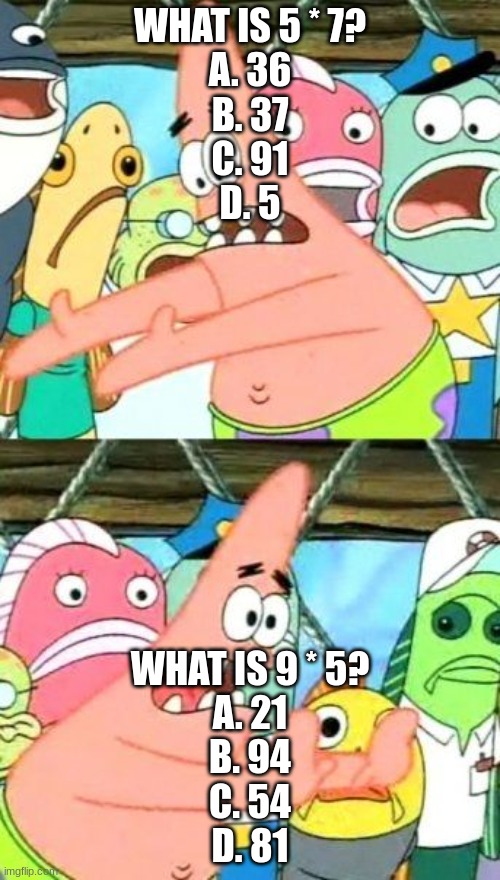 WHAT IS 5 * 7?
A. 36
B. 37
C. 91
D. 5
WHAT IS 9 * 5?
A. 21
B. 94
C. 54
D. 81
imgflip.com